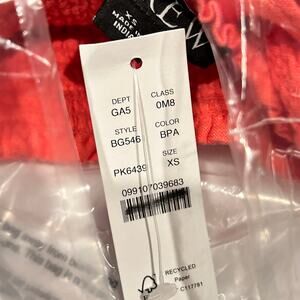 XS
MADE IN
INDIA
EW
DEPT
GA5
CLASS
0M8
STYLE
BG546
COLOR
BPA
PK6439
SIZE
XS
099107039683
RECYCLED
Paper
C117781